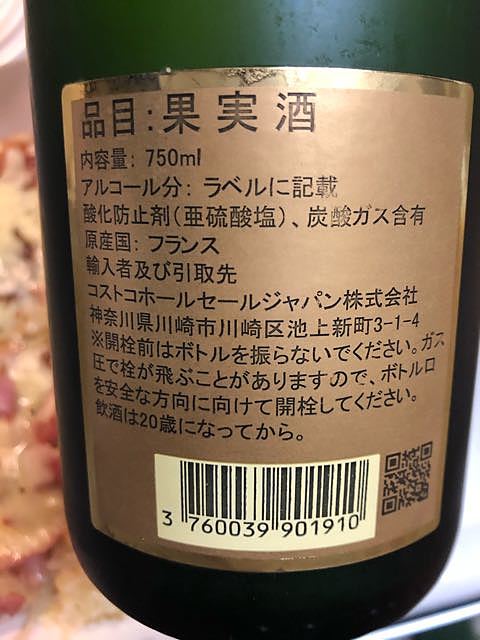 品目:果実酒
内容量: 750ml
アルコール分: ラベルに記載
酸化防止剤(亜硫酸塩)、炭酸ガス含有
原産国: フランス
輸入者及び引取先
コストコホールセールジャパン株式会社
神奈川県川崎市川崎区池上新町3-1-4
※開栓前はボトルを振らないでください。ガス
圧で栓が飛ぶことがありますので、ボトル口
を安全な方向に向けて開栓してください。
飲酒は20歳になってから。
3 760039 901910